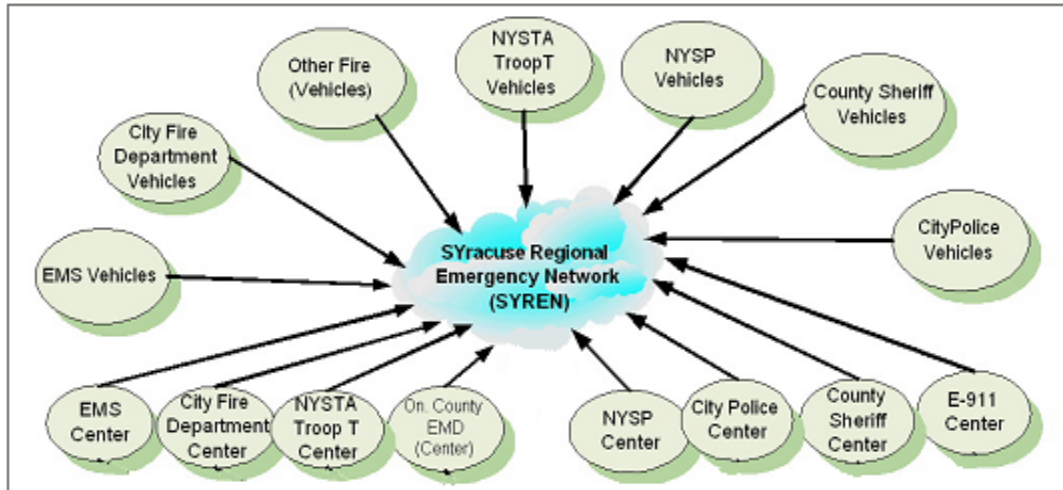 Other Fire
(Vehicles)
NYSTA
TroopT
Vehicles
NYSP
Vehicles
County Sheriff
Vehicles
City Fire
Department
Vehicles
CityPolice
Vehicles
EMS Vehicles
SYracuse Regional
Emergency Network
(SYREN)
EMS
Center
City Fire
Department
Center
NYSTA
Troop T
Center
On. County
EMD
(Center)
NYSP
Center
City Police
Center
County
Sheriff
Center
E-911
Center